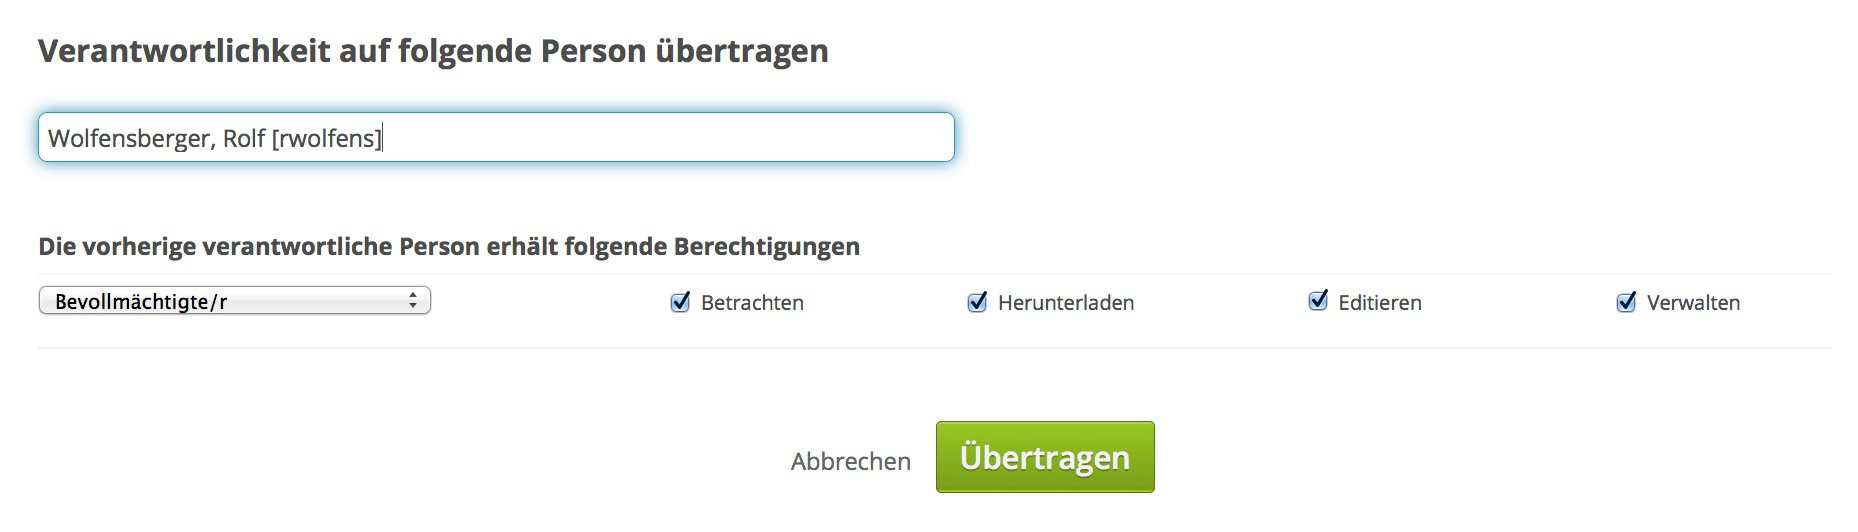 Verantwortlichkeit auf folgende Person übertragen
Wolfensberger, Rolf [rwolfens]
Die vorherige verantwortliche Person erhält folgende Berechtigungen
Bevollmächtigte/r Betrachten Herunterladen Editieren Verwalten
Abbrechen Übertragen